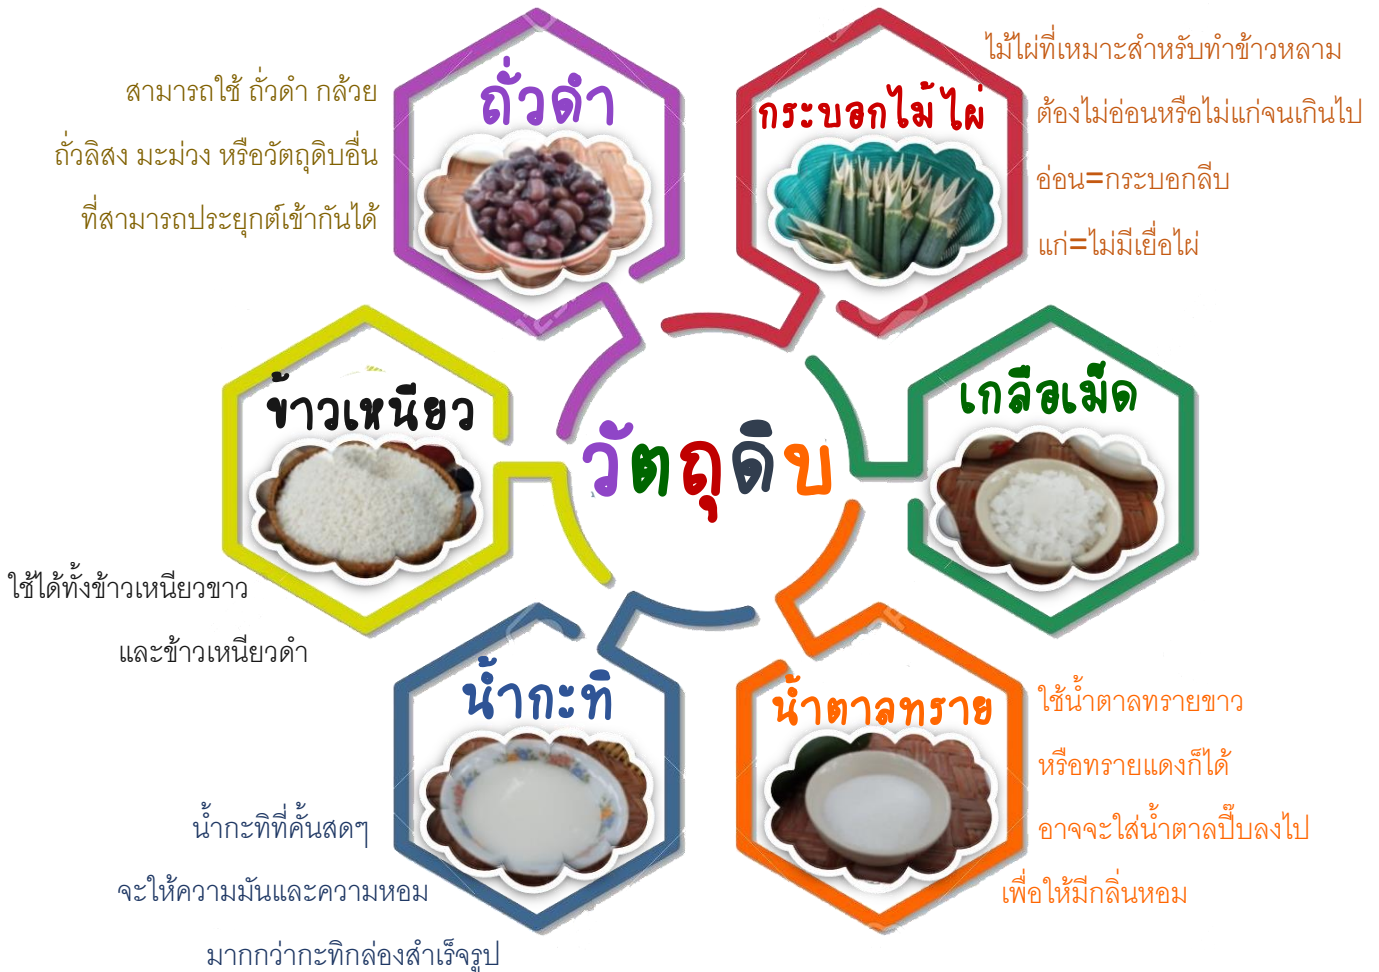 ถั่วดำ
สามารถใช้ ถั่วดำ กล้วย
ถั่วลิสง มะม่วง หรือวัตถุดิบอื่น
ที่สามารถประยุกต์เข้ากันได้
กระบอกไม้ไผ่
ไม้ไผ่ที่เหมาะสำหรับทำข้าวหลาม
ต้องไม่อ่อนหรือไม่แก่จนเกินไป
อ่อน=กระบอกลีบ
แก่=ไม่มีเยื่อไผ่
ข้าวเหนียว
ใช้ได้ทั้งข้าวเหนียวขาว
และข้าวเหนียวดำ
วัตถุดิบ
เกลือเม็ด
น้ำกะทิ
น้ำกะทิที่คั้นสดๆ
จะให้ความมันและความหอม
มากกว่ากะทิกล่องสำเร็จรูป
น้ำตาลทราย
ใช้น้ำตาลทรายขาว
หรือทรายแดงก็ได้
อาจจะใส่น้ำตาลปี๊บลงไป
เพื่อให้มีกลิ่นหอม